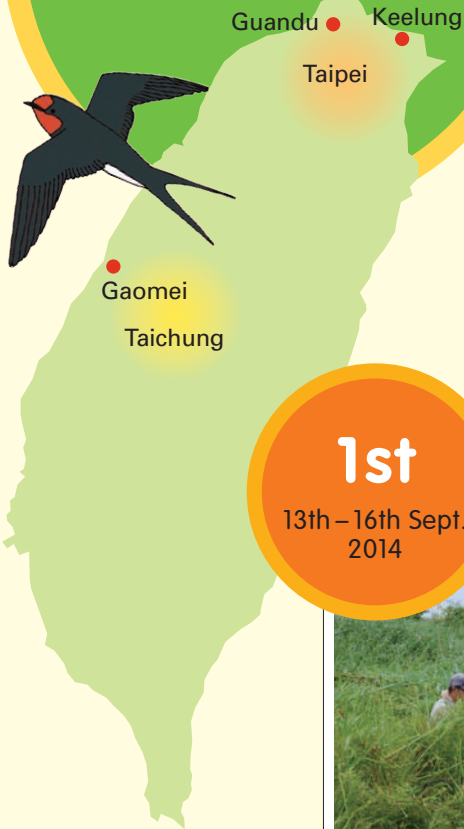 Guandu
Keelung
Taipei
Gaomei
Taichung
1st
13th–16th Sept.
2014